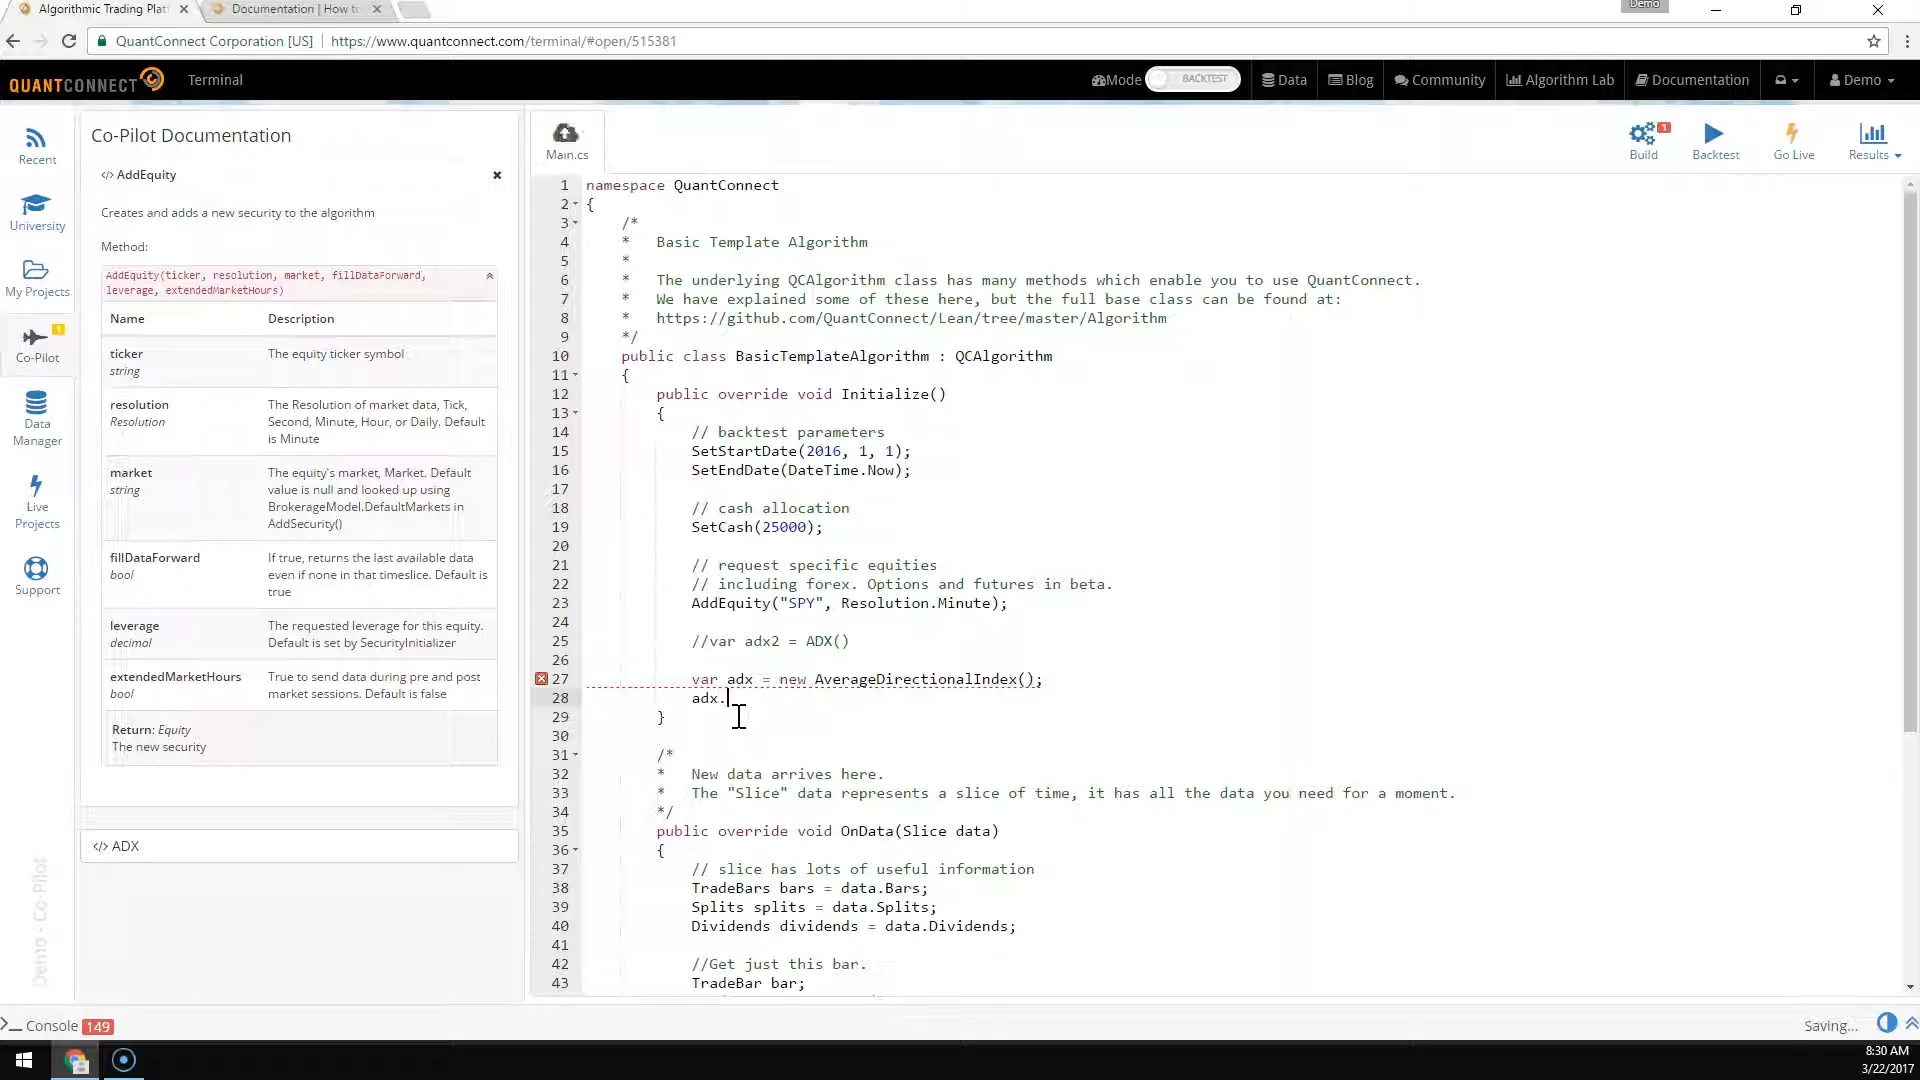 Algorithmic Trading Plat
Documentation | How to
Demo
QuantConnect Corporation [US] | https://www.quantconnect.com/terminal/#open/515381
QUANTCONNECT
Terminal
Mode
BACKTEST
Data
Blog
Community
Algorithm Lab
Documentation
Demo
Recent
University
My Projects
1
Co-Pilot
Data
Manager
Live
Projects
Support
Demo - Co-Pilot
Co-Pilot Documentation
</> AddEquity
Creates and adds a new security to the algorithm
Method:
AddEquity(ticker, resolution, market, fillDataForward,
leverage, extendedMarketHours)
Name Description
ticker The equity ticker symbol
string
resolution The Resolution of market data, Tick,
Resolution Second, Minute, Hour, or Daily. Default
is Minute
market The equity's market, Market. Default
string value is null and looked up using
BrokerageModel.DefaultMarkets in
AddSecurity()
fillDataForward If true, returns the last available data
bool even if none in that timeslice. Default is
true
leverage The requested leverage for this equity.
decimal Default is set by SecurityInitializer
extendedMarketHours True to send data during pre and post
bool market sessions. Default is false
Return: Equity
The new security
</> ADX
Main.cs
1
Build
Backtest
Go Live
Results
1 namespace QuantConnect
2 {
3 /*
4 * Basic Template Algorithm
5 *
6 * The underlying QCAlgorithm class has many methods which enable you to use QuantConnect.
7 * We have explained some of these here, but the full base class can be found at:
8 * https://github.com/QuantConnect/Lean/tree/master/Algorithm
9 */
10 public class BasicTemplateAlgorithm : QCAlgorithm
11 {
12 public override void Initialize()
13 {
14 // backtest parameters
15 SetStartDate(2016, 1, 1);
16 SetEndDate(DateTime.Now);
17
18 // cash allocation
19 SetCash(25000);
20
21 // request specific equities
22 // including forex. Options and futures in beta.
23 AddEquity("SPY", Resolution.Minute);
24
25 //var adx2 = ADX()
26
27 var adx = new AverageDirectionalIndex();
28 adx.
29 }
30
31 /*
32 * New data arrives here.
33 * The "Slice" data represents a slice of time, it has all the data you need for a moment.
34 */
35 public override void OnData(Slice data)
36 {
37 // slice has lots of useful information
38 TradeBars bars = data.Bars;
39 Splits splits = data.Splits;
40 Dividends dividends = data.Dividends;
41
42 //Get just this bar.
43 TradeBar bar;
Console 149
Saving...
8:30 AM
3/22/2017